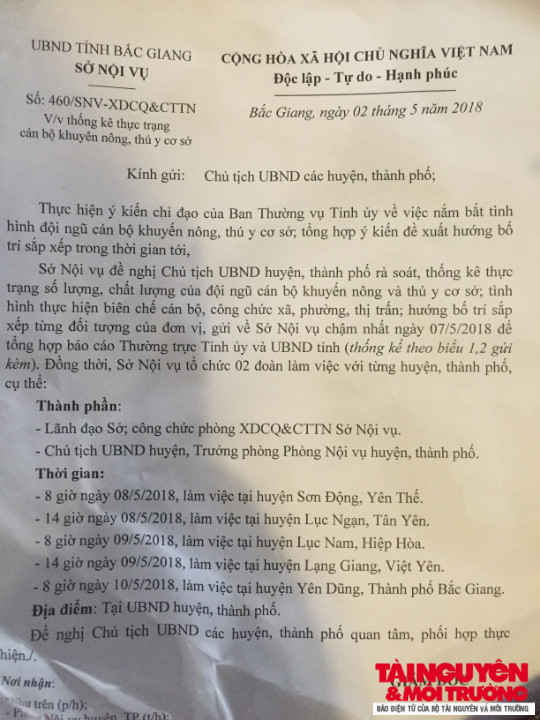 UBND TỈNH BẮC GIANG
SỞ NỘI VỤ
CỘNG HÒA XÃ HỘI CHỦ NGHĨA VIỆT NAM
Độc lập - Tự do - Hạnh phúc
Số: 460/SNV-XDCQ&CTTN
V/v thống kê thực trạng
cán bộ khuyến nông, thú y cơ sở
Bắc Giang, ngày 02 tháng 5 năm 2018
Kính gửi: Chủ tịch UBND các huyện, thành phố;
Thực hiện ý kiến chỉ đạo của Ban Thường vụ Tỉnh ủy về việc nắm bắt tình
hình đội ngũ cán bộ khuyến nông, thú y cơ sở; tổng hợp ý kiến đề xuất hướng bố
trí sắp xếp trong thời gian tới,
Sở Nội vụ đề nghị Chủ tịch UBND huyện, thành phố rà soát, thống kê thực
trạng số lượng, chất lượng của đội ngũ cán bộ khuyến nông và thú y cơ sở; tình
hình thực hiện biên chế cán bộ, công chức xã, phường, thị trấn; hướng bố trí sắp
xếp từng đối tượng của đơn vị, gửi về Sở Nội vụ chậm nhất ngày 07/5/2018 để
tổng hợp báo cáo Thường trực Tỉnh ủy và UBND tỉnh (thống kê theo biểu 1,2 gửi
kèm). Đồng thời, Sở Nội vụ tổ chức 02 đoàn làm việc với từng huyện, thành phố,
cụ thể:
Thành phần:
- Lãnh đạo Sở; công chức phòng XDCQ&CTTN Sở Nội vụ.
- Chủ tịch UBND huyện, Trưởng phòng Phòng Nội vụ huyện, thành phố.
Thời gian:
- 8 giờ ngày 08/5/2018, làm việc tại huyện Sơn Động, Yên Thế.
- 14 giờ ngày 08/5/2018, làm việc tại huyện Lục Ngạn, Tân Yên.
- 8 giờ ngày 09/5/2018, làm việc tại huyện Lục Nam, Hiệp Hòa.
- 14 giờ ngày 09/5/2018, làm việc tại huyện Lạng Giang, Việt Yên.
- 8 giờ ngày 10/5/2018, làm việc tại huyện Yên Dũng, Thành phố Bắc Giang.
Địa điểm: Tại UBND huyện, thành phố.
Đề nghị Chủ tịch UBND các huyện, thành phố quan tâm, phối hợp thực
hiện./.
Nơi nhận:
trên (p/h);
vụ huyện, TP (t/h);
TÀI NGUYÊN
& MÔI TRƯỜNG
BÁO ĐIỆN TỬ CỦA BỘ TÀI NGUYÊN VÀ MÔI TRƯỜNG